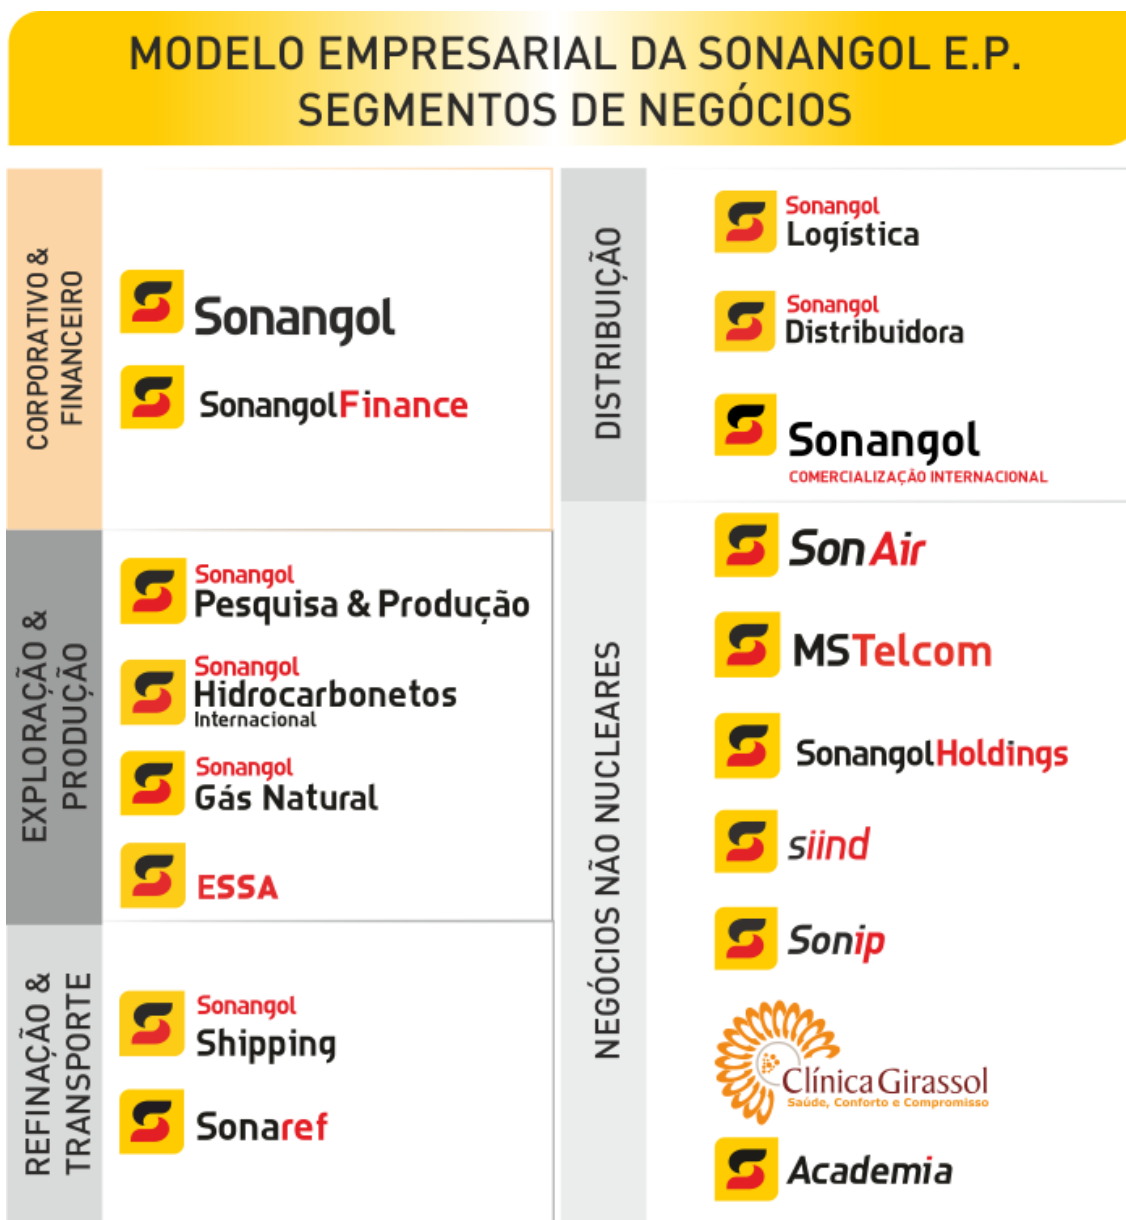 MODELO EMPRESARIAL DA SONANGOL E.P.
SEGMENTOS DE NEGÓCIOS
CORPORATIVO &
FINANCEIRO
Sonangol
SonangolFinance
EXPLORAÇÃO &
PRODUÇÃO
Sonangol
Pesquisa & Produção
Sonangol
Hidrocarbonetos
Internacional
Sonangol
Gás Natural
ESSA
REFINAÇÃO &
TRANSPORTE
Sonangol
Shipping
Sonaref
DISTRIBUIÇÃO
Sonangol
Logística
Sonangol
Distribuidora
Sonangol
COMERCIALIZAÇÃO INTERNACIONAL
NEGÓCIOS NÃO NUCLEARES
SonAir
MSTelcom
SonangolHoldings
siind
Sonip
Clínica Girassol
Saúde, Conforto e Compromisso
Academia